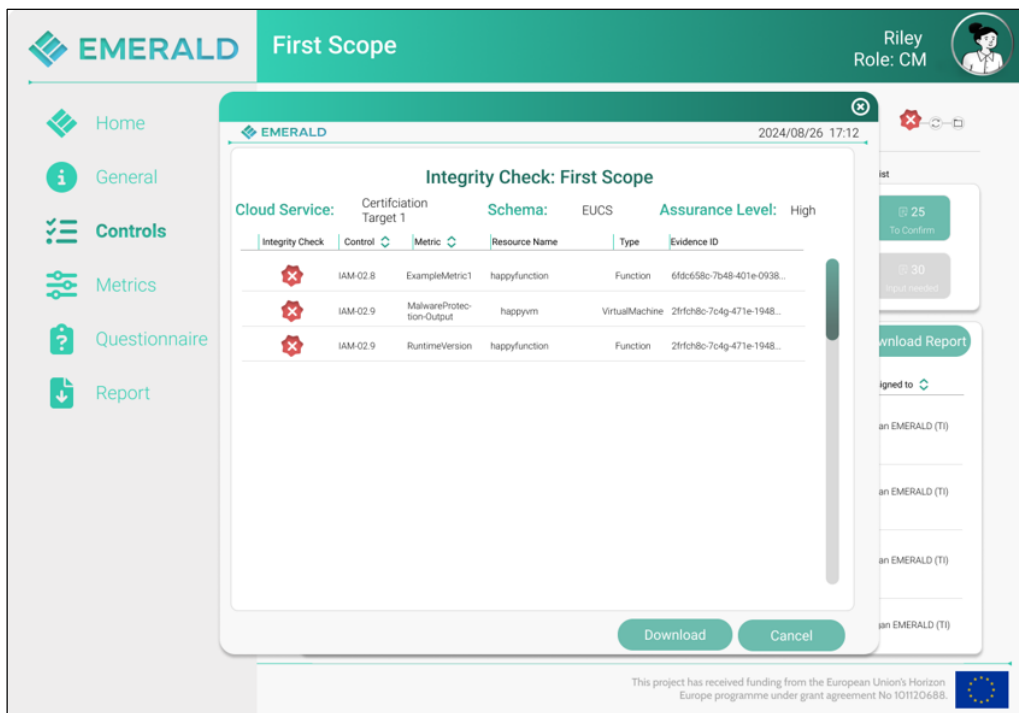 EMERALD
First Scope
Riley
Role: CM
Home
General
Controls
Metrics
Questionnaire
Report
EMERALD
2024/08/26 17:12
Integrity Check: First Scope
Cloud Service: Certifciation Target 1 Schema: EUCS Assurance Level: High
Integrity Check Control Metric Resource Name Type Evidence ID
IAM-02.8 ExampleMetric1 happyfunction Function 6fdc658c-7b48-401e-0938...
IAM-02.9 MalwareProtec-
tion-Output happyvm VirtualMachine 2frfch8c-7c4g-471e-1948...
IAM-02.9 RuntimeVersion happyfunction Function 2frfch8c-7c4g-471e-1948...
Download Cancel
ist
25
To Confirm
30
Input needed
wnload Report
igned to
an EMERALD (TI)
an EMERALD (TI)
an EMERALD (TI)
an EMERALD (TI)
This project has received funding from the European Union's Horizon
Europe programme under grant agreement No 101120688.